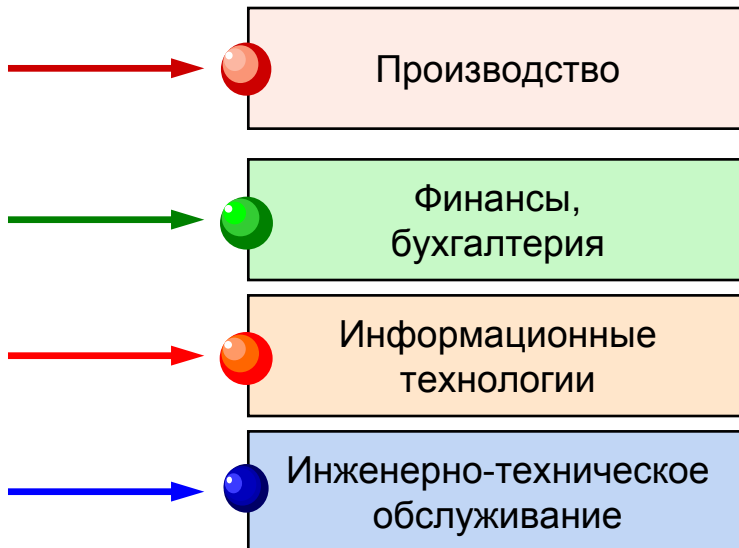 Производство
Финансы,
бухгалтерия
Информационные
технологии
Инженерно-техническое
обслуживание